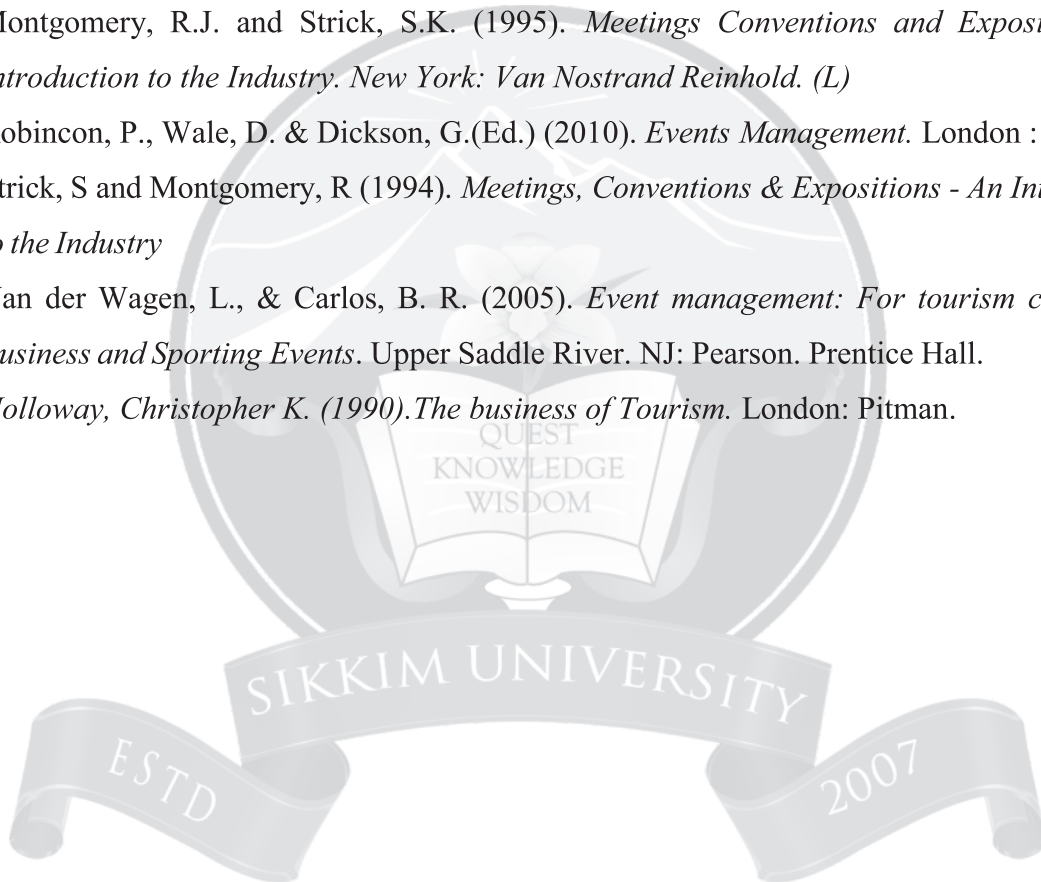 Montgomery, R.J. and Strick, S.K. (1995). Meetings Conventions and Exposi
ntroduction to the Industry. New York: Van Nostrand Reinhold. (L)
obincon, P., Wale, D. & Dickson, G.(Ed.) (2010). Events Management. London :
trick, S and Montgomery, R (1994). Meetings, Conventions & Expositions - An In
o the Industry
Van der Wagen, L., & Carlos, B. R. (2005). Event management: For tourism c
usiness and Sporting Events. Upper Saddle River. NJ: Pearson. Prentice Hall.
Holloway, Christopher K. (1990).The business of Tourism. London: Pitman.
QUEST
KNOWLEDGE
WISDOM
SIKKIM UNIVERSITY
ESTD
2007